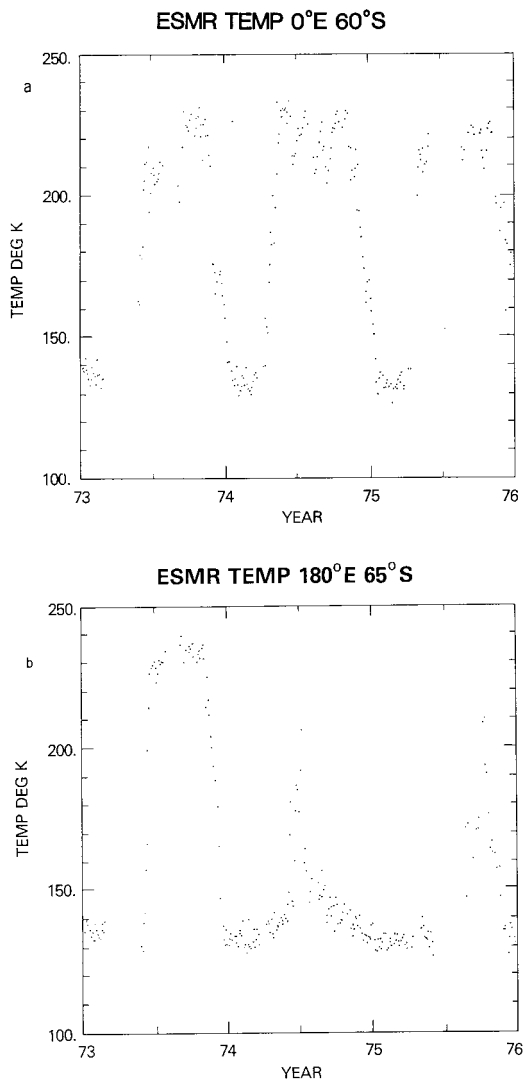 ESMR TEMP 0°E 60°S
a
250.
200.
150.
100.
TEMP DEG K
73 74 75 76
YEAR
ESMR TEMP 180°E 65°S
b
250.
200.
150.
100.
TEMP DEG K
73 74 75 76
YEAR